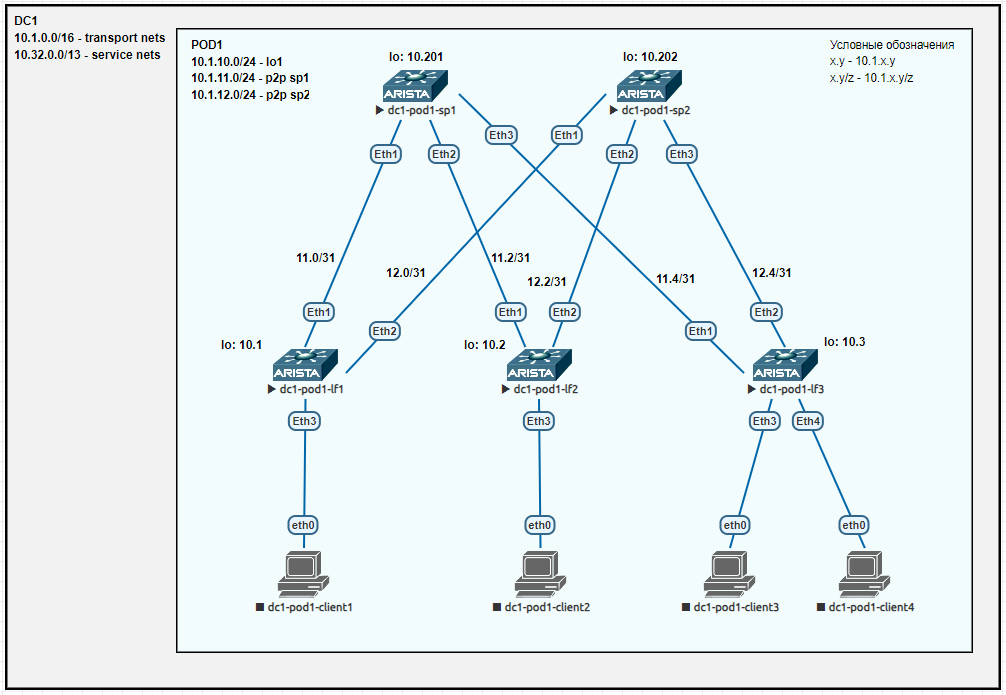 DC1
10.1.0.0/16 - transport nets
10.32.0.0/13 - service nets
POD1
10.1.10.0/24 - lo1
10.1.11.0/24 - p2p sp1
10.1.12.0/24 - p2p sp2
Условные обозначения
x.y - 10.1.x.y
x.y/z - 10.1.x.y/z
lo: 10.201
ARISTA
dc1-pod1-sp1
lo: 10.202
ARISTA
dc1-pod1-sp2
Eth1
Eth2
Eth3
Eth1
Eth2
Eth3
11.0/31
12.0/31
11.2/31
12.2/31
11.4/31
12.4/31
Eth1
Eth2
Eth1
Eth2
Eth1
Eth2
lo: 10.1
ARISTA
dc1-pod1-lf1
lo: 10.2
ARISTA
dc1-pod1-lf2
lo: 10.3
ARISTA
dc1-pod1-lf3
Eth3
Eth3
Eth3
Eth4
eth0
eth0
eth0
eth0
dc1-pod1-client1
dc1-pod1-client2
dc1-pod1-client3
dc1-pod1-client4